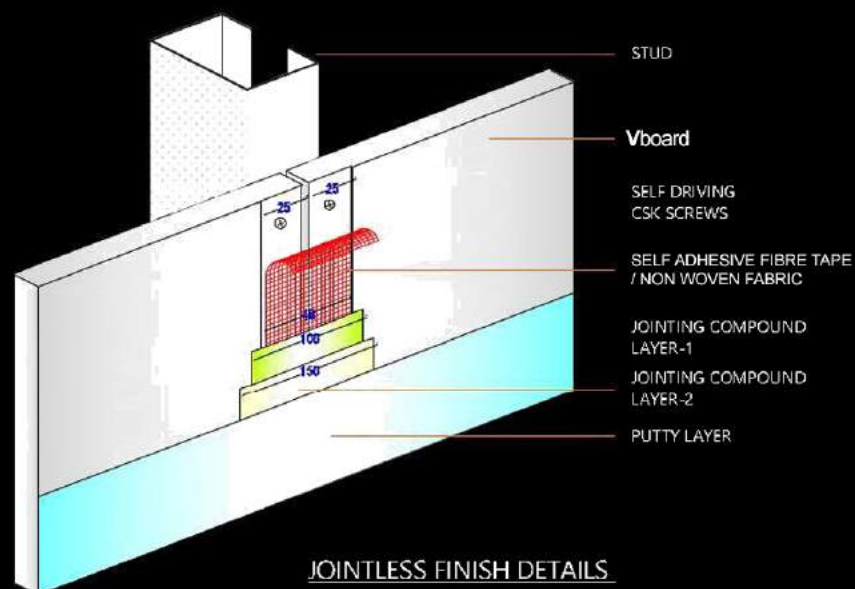 STUD
Vboard
SELF DRIVING
CSK SCREWS
SELF ADHESIVE FIBRE TAPE
/ NON WOVEN FABRIC
JOINTING COMPOUND
LAYER-1
JOINTING COMPOUND
LAYER-2
PUTTY LAYER
25 25
48
100
150
JOINTLESS FINISH DETAILS